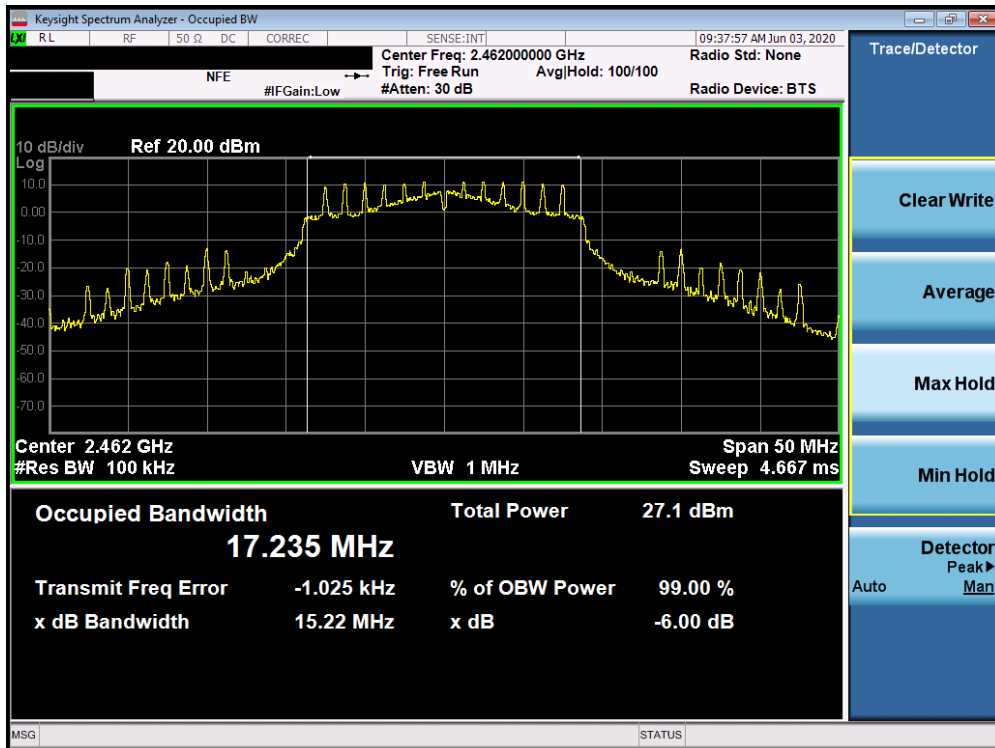 Keysight Spectrum Analyzer - Occupied BW
LXI RL RF 50 Ω DC CORREC SENSE:INT 09:37:57 AM Jun 03, 2020
Center Freq: 2.462000000 GHz Radio Std: None
NFE Trig: Free Run Avg|Hold: 100/100
#IFGain:Low #Atten: 30 dB Radio Device: BTS
Trace/Detector
10 dB/div Ref 20.00 dBm
Log
10.0
0.00
-10.0
-20.0
-30.0
-40.0
-50.0
-60.0
-70.0
Center 2.462 GHz Span 50 MHz
#Res BW 100 kHz VBW 1 MHz Sweep 4.667 ms
Occupied Bandwidth Total Power 27.1 dBm
17.235 MHz
Transmit Freq Error -1.025 kHz % of OBW Power 99.00 %
x dB Bandwidth 15.22 MHz x dB -6.00 dB
Clear Write
Average
Max Hold
Min Hold
Detector
Peak▶
Auto Man
MSG STATUS